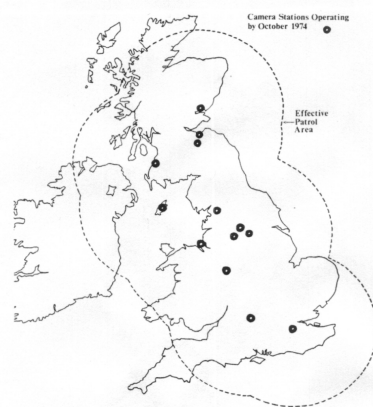 Camera Stations Operating
by October 1974
Effective
Patrol
Area